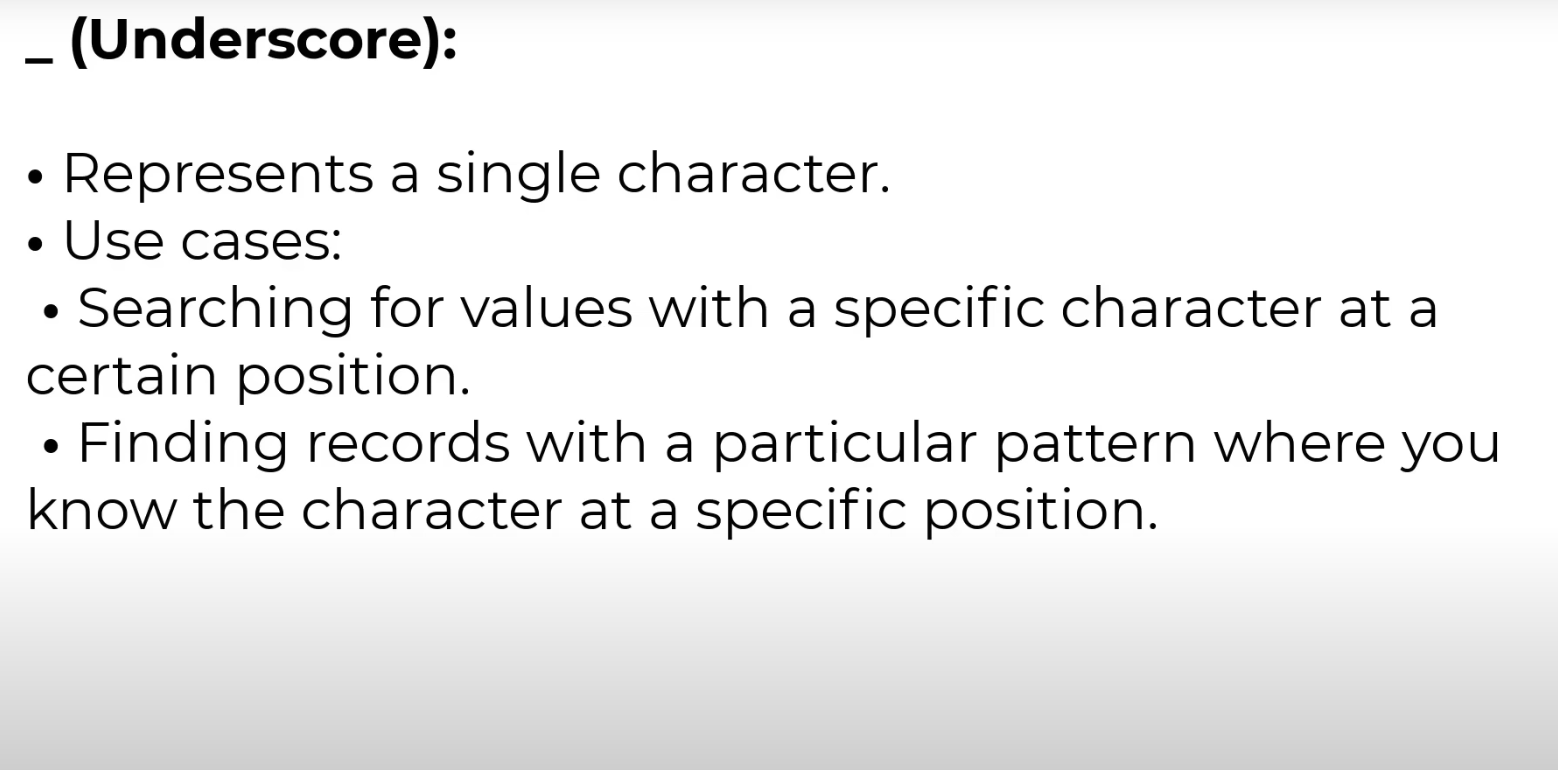 _ (Underscore):
• Represents a single character.
• Use cases:
• Searching for values with a specific character at a
certain position.
• Finding records with a particular pattern where you
know the character at a specific position.